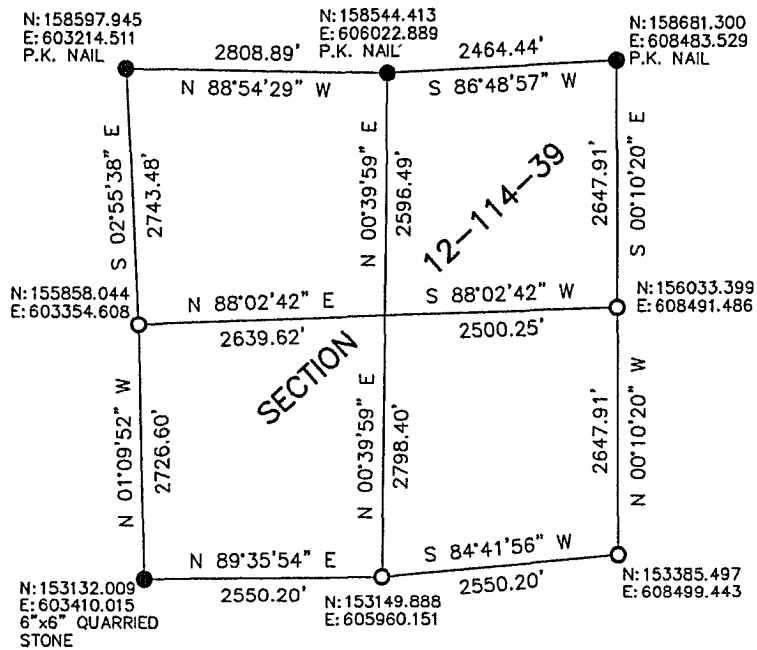 N:158597.945
E:603214.511
P.K. NAIL
N:158544.413
E:606022.889
P.K. NAIL
N:158681.300
E:608483.529
P.K. NAIL
2808.89'
N 88°54'29" W
2464.44'
S 86°48'57" W
S 02°55'38" E
2743.48'
N 00°39'59" E
2596.49'
12-114-39
2647.91'
S 00°10'20" E
N:155858.044
E:603354.608
N 88°02'42" E
2639.62'
S 88°02'42" W
2500.25'
N:156033.399
E:608491.486
SECTION
N 01°09'52" W
2726.60'
N 00°39'59" E
2798.40'
2647.91'
N 00°10'20" W
N 89°35'54" E
2550.20'
S 84°41'56" W
2550.20'
N:153132.009
E:603410.015
6"x6" QUARRIED
STONE
N:153149.888
E:605960.151
N:153385.497
E:608499.443